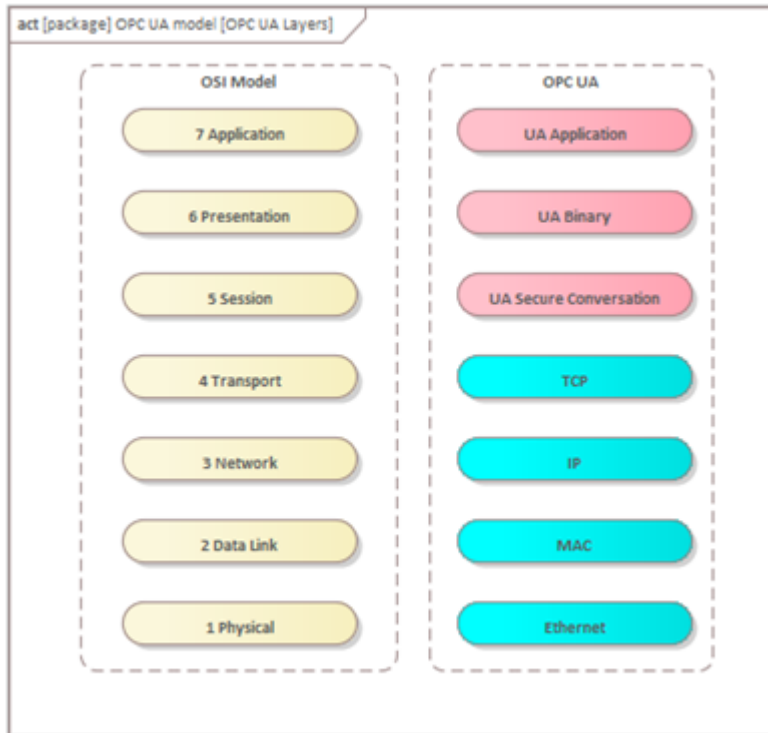 act [package] OPC UA model [OPC UA Layers]
OSI Model
7 Application
6 Presentation
5 Session
4 Transport
3 Network
2 Data Link
1 Physical
OPC UA
UA Application
UA Binary
UA Secure Conversation
TCP
IP
MAC
Ethernet